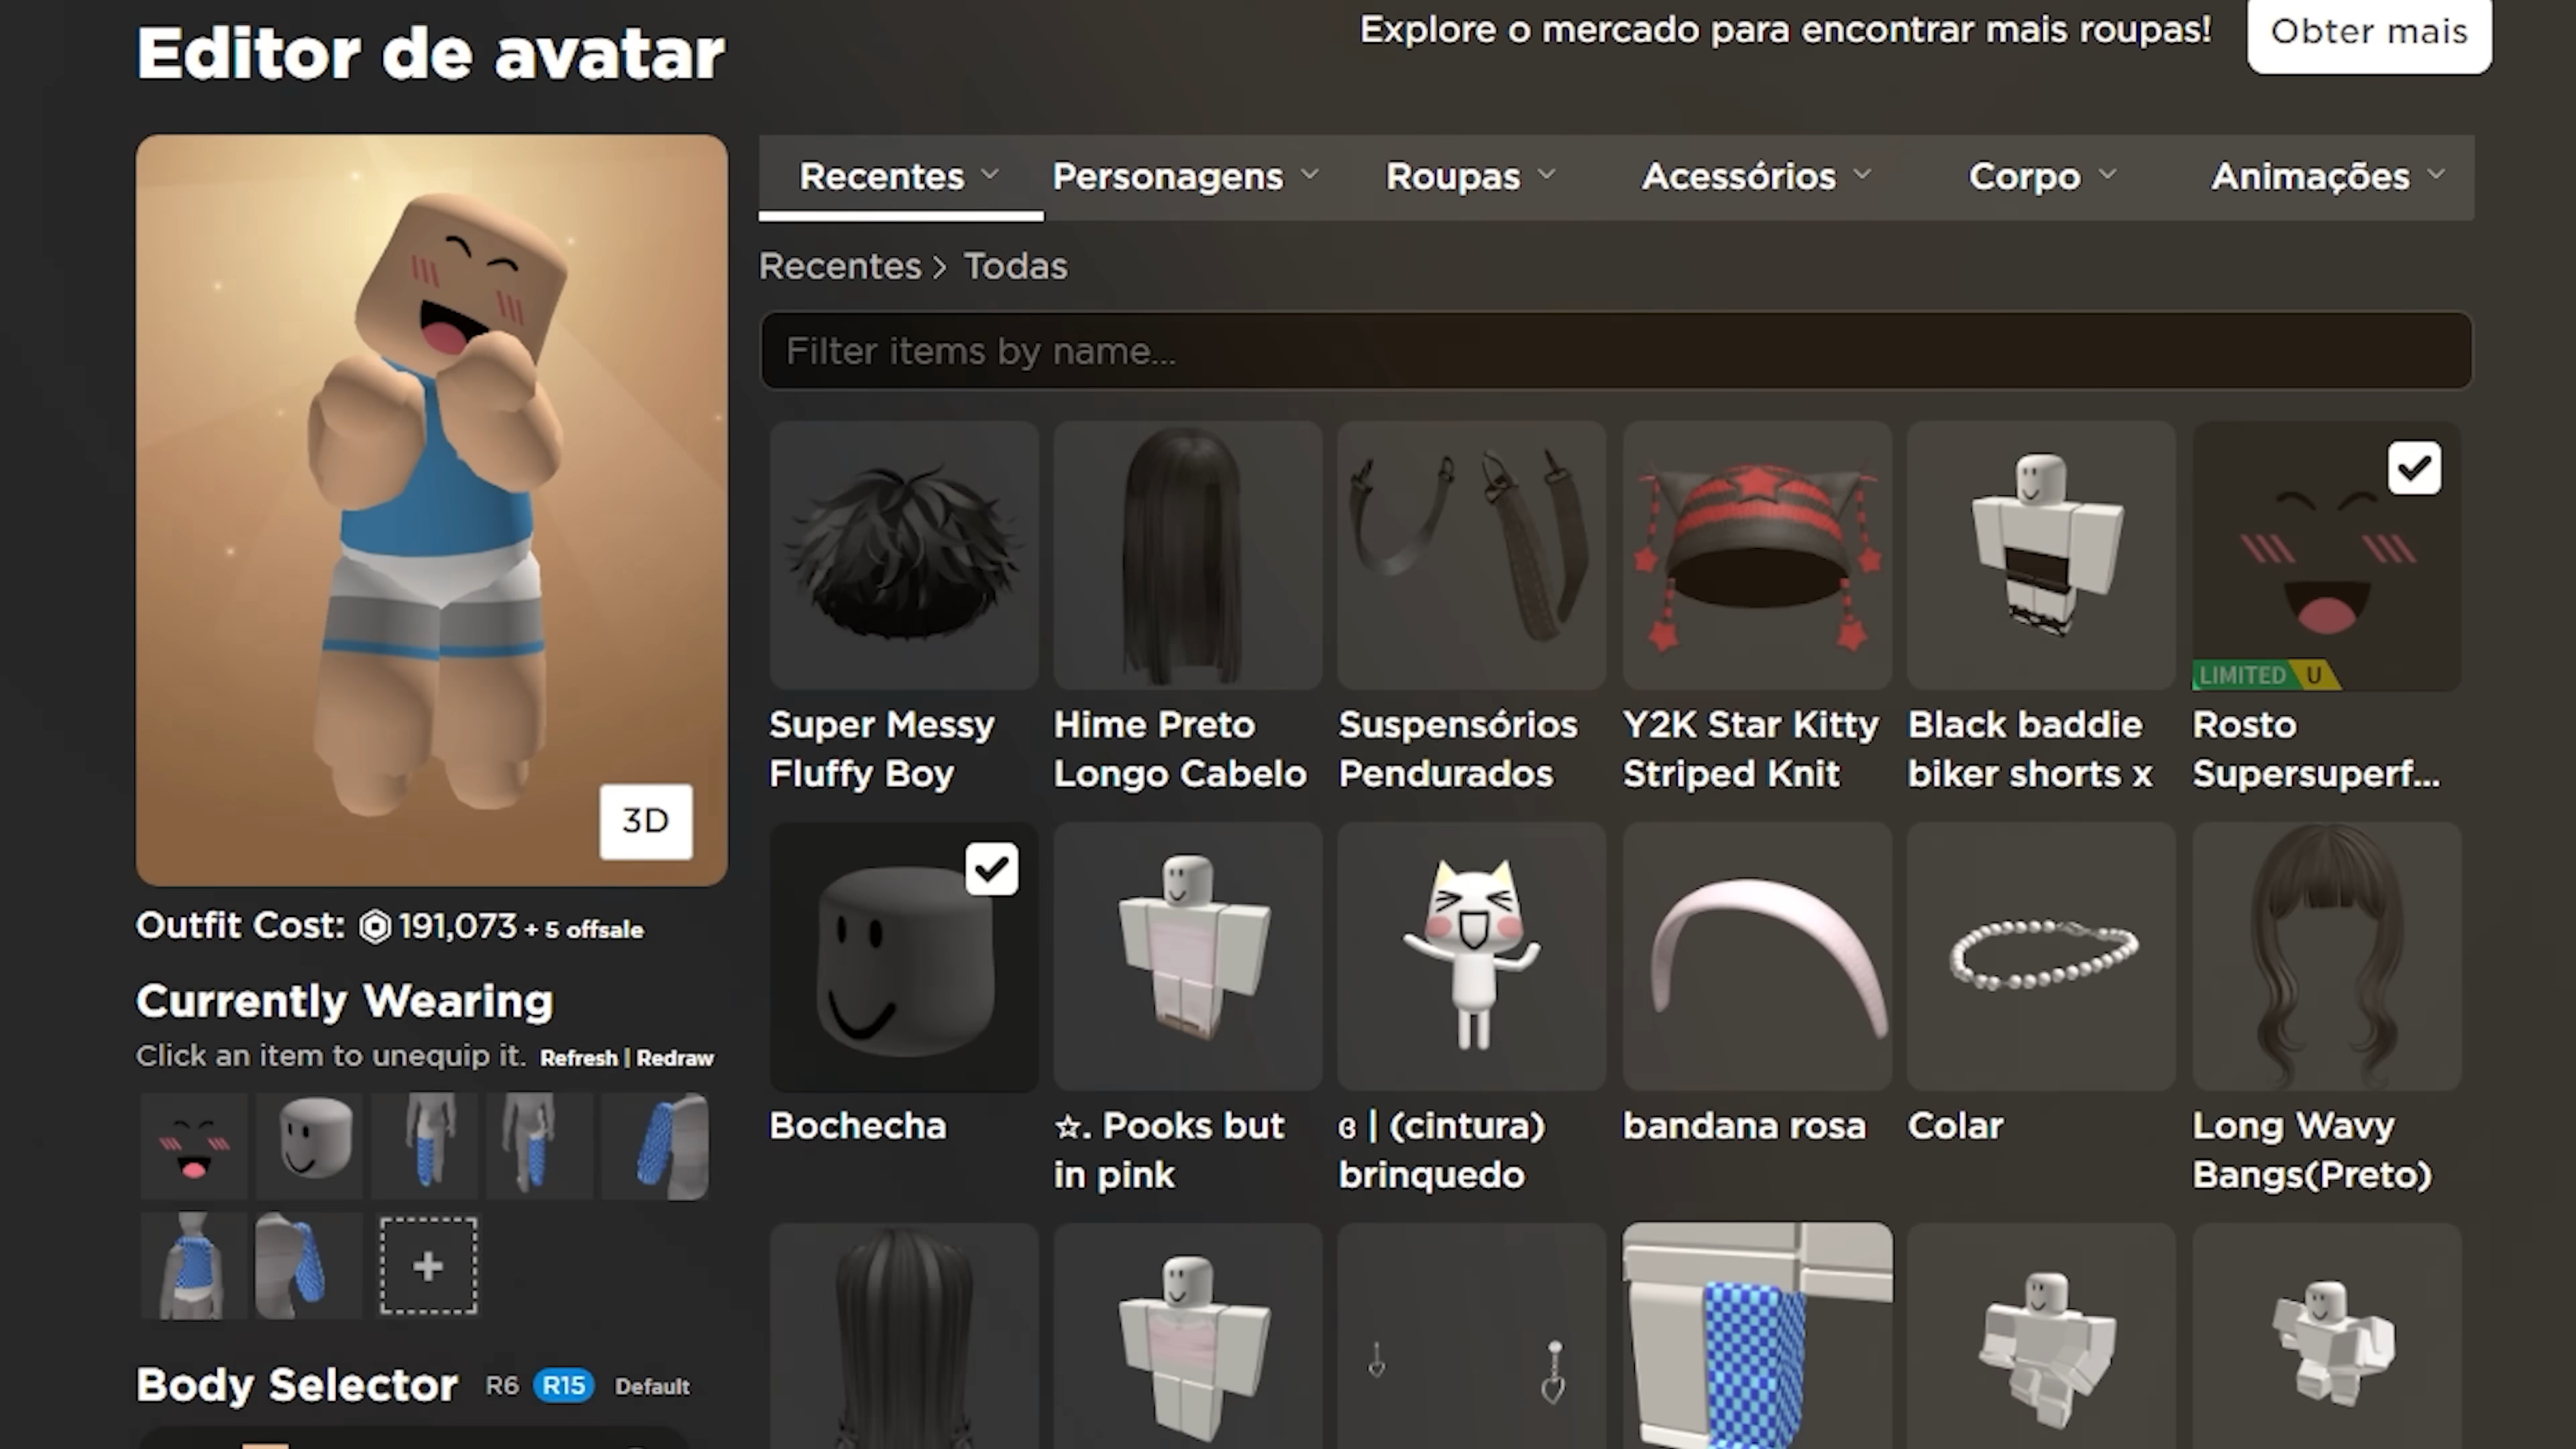 Editor de avatar
Explore o mercado para encontrar mais roupas!
Obter mais
Recentes
Personagens
Roupas
Acessórios
Corpo
Animações
Recentes > Todas
Filter items by name...
3D
LIMITED U
Super Messy
Fluffy Boy
Hime Preto
Longo Cabelo
Suspensórios
Pendurados
Y2K Star Kitty
Striped Knit
Black baddie
biker shorts x
Rosto
Supersuperf...
Outfit Cost: 191,073 + 5 offsale
Currently Wearing
Click an item to unequip it. Refresh | Redraw
Bochecha
☆. Pooks but
in pink
ɞ | (cintura)
brinquedo
bandana rosa
Colar
Long Wavy
Bangs(Preto)
Body Selector R6 R15 Default